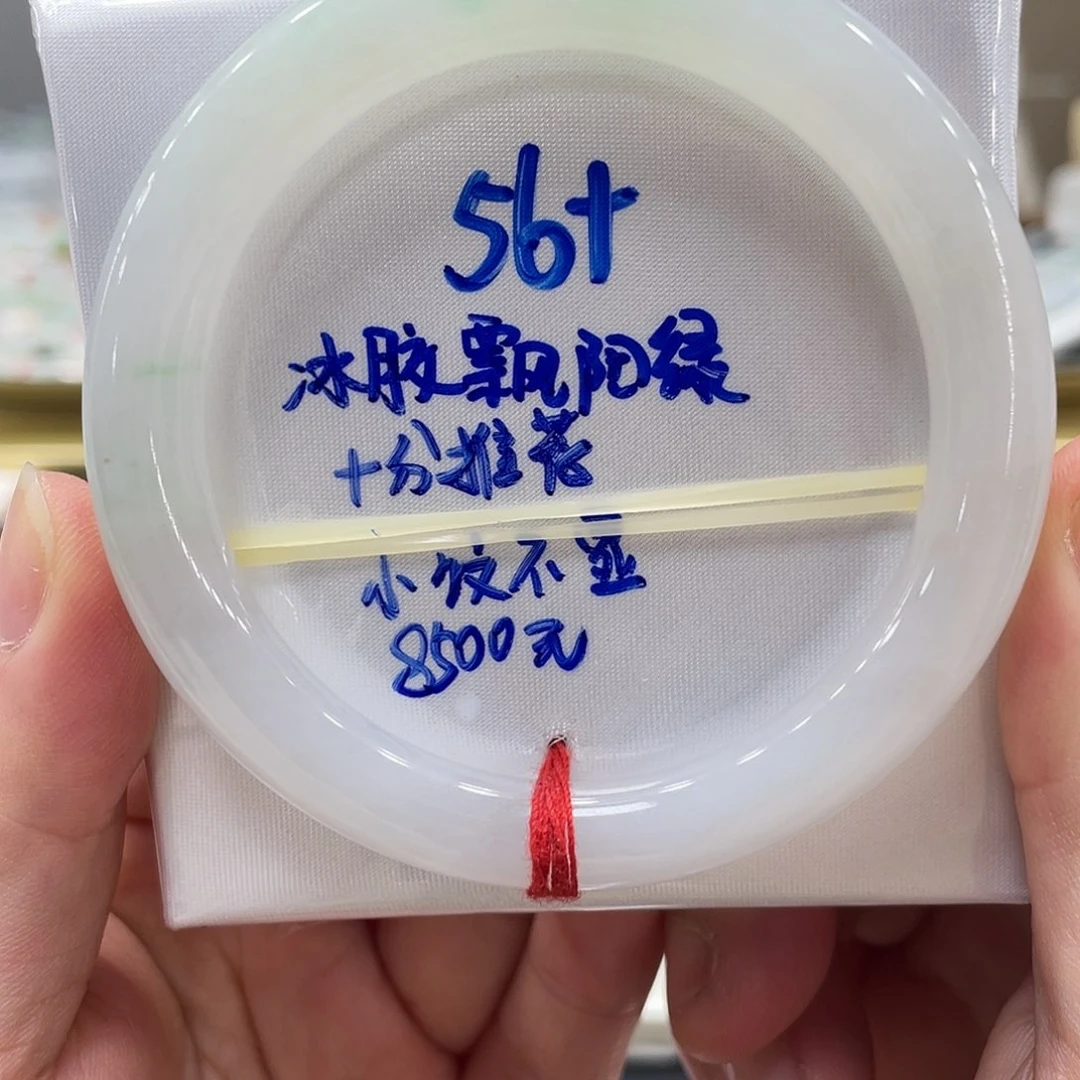 56+
冰胶飘阳绿
十分推荐
小纹不显
8500元